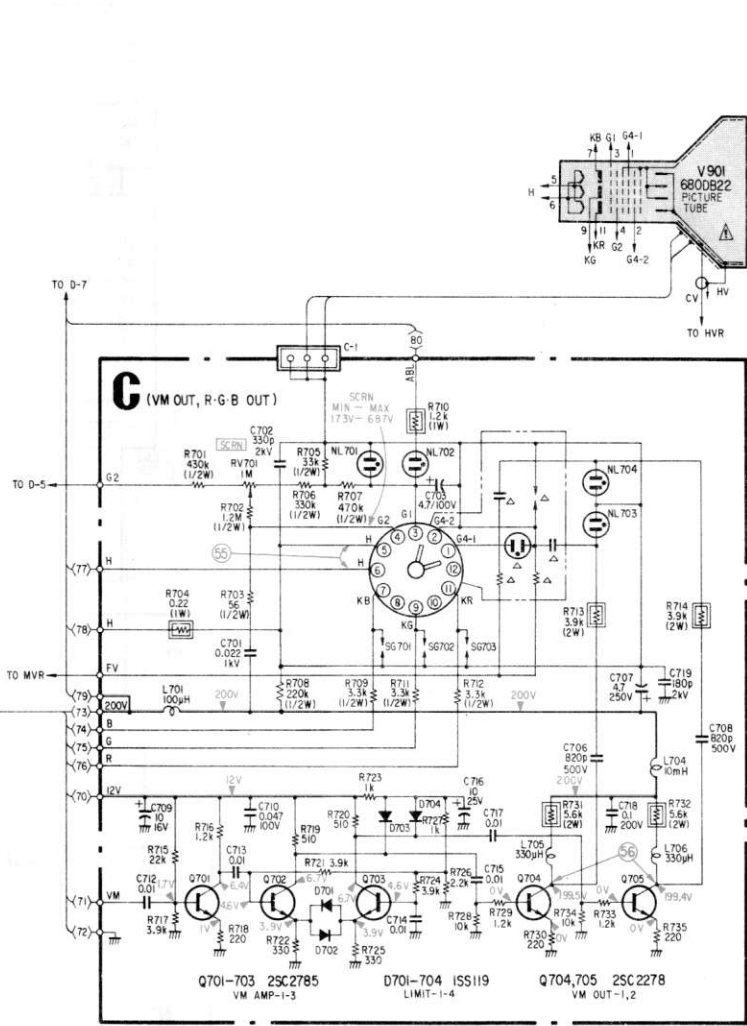 KB G1 G4-1
7 3 1
V901
680DB22
PICTURE
TUBE
H 5
6
9 11 4 2
KR G2
KG G4-2
CV HV
TO HVR
TO D-7
80
ABL
C-1
C (VM OUT, R·G·B OUT)
SCRN
MIN — MAX
173V — 687V
R710
1.2k
(1W)
C702
330p
2kV
SCRN
R701
430k
(1/2W)
RV701
1M
R705
33k
(1/2W)
NL701
NL702
NL704
NL703
TO D-5
G2
R702
1.2M
(1/2W)
R706
330k
(1/2W)
R707
470k
(1/2W)
C703
4.7/100V
G1
G2 G4-2
G4-1
4 3 2
5 1
6 12
7 11
8 9 10
H
H
KB KR
KG
55
77 H
R704
0.22
(1W)
R703
56
(1/2W)
78 H
C701
0.022
1kV
SG701 SG702 SG703
R713
3.9k
(2W)
R714
3.9k
(2W)
TO MVR FV
L701
100μH
200V
R708
220k
(1/2W)
R709
3.3k
(1/2W)
R711
3.3k
(1/2W)
R712
3.3k
(1/2W)
200V
C707
4.7
250V
C719
180p
2kV
79
73 200V
74 B
75 G
76 R
C706
820p
500V
C708
820p
500V
L704
10mH
70 12V
12V
R723
1k
C716
10
25V
200V
C709
10
16V
C710
0.047
100V
R719
510
R720
510
D703
D704
R727
1k
C717
0.01
R731
5.6k
(2W)
C718
0.1
200V
R732
5.6k
(2W)
R715
22k
R716
1.2k
C713
0.01
R721 3.9k
L705
330μH
L706
330μH
Q701 Q702 D701 Q703
R724
3.9k
R726
2.2k
C715
0.01
Q704 56 Q705
71 VM
C712
0.01
1.7V 6.4V 6.7V 6.7V 4.6V
4.6V
0V 199.5V 0V 199.4V
72
R717
3.9k
1V
R718
220
3.9V
R722
330
D702
3.9V
R725
330
C714
0.01
R728
10k
R729
1.2k
R730
220
0V
R734
10k
R733
1.2k
0V
R735
220
Q701-703 2SC2785
VM AMP-1-3
D701-704 1SS119
LIMIT-1-4
Q704,705 2SC2278
VM OUT-1,2